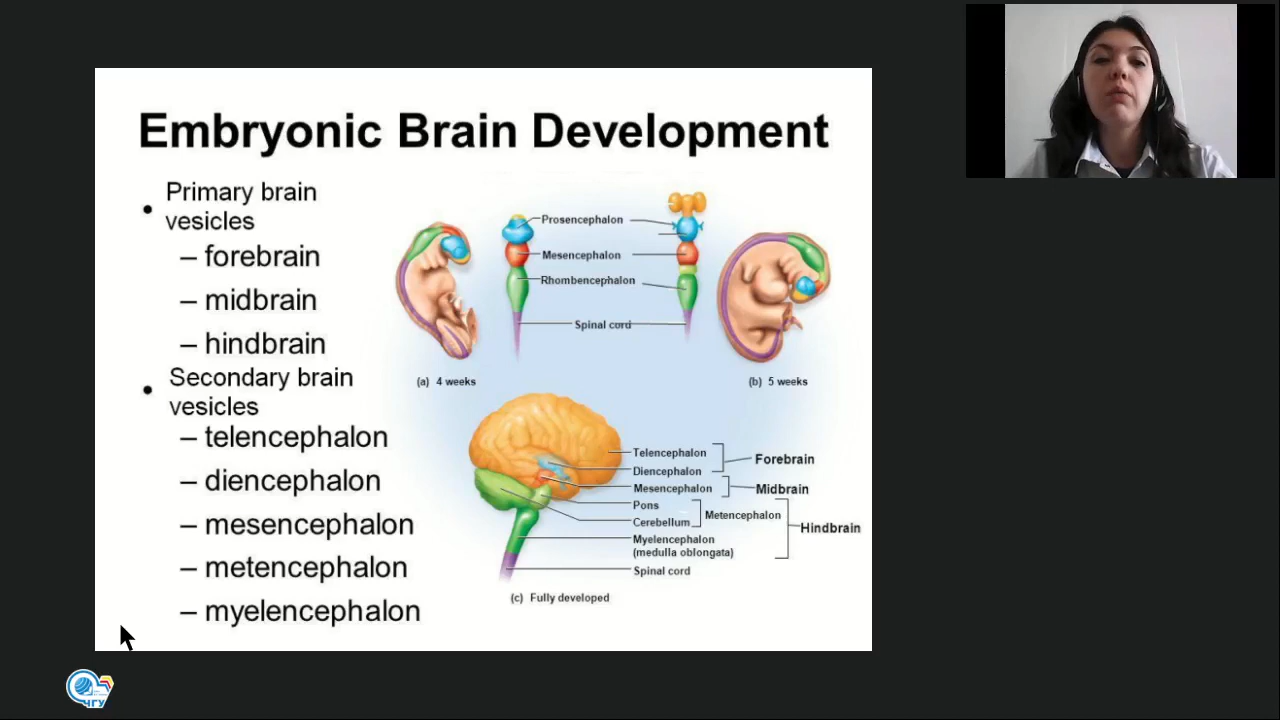 Embryonic Brain Development
• Primary brain
vesicles
– forebrain
– midbrain
– hindbrain
• Secondary brain
vesicles
– telencephalon
– diencephalon
– mesencephalon
– metencephalon
– myelencephalon
Prosencephalon
Mesencephalon
Rhombencephalon
Spinal cord
(a) 4 weeks
(b) 5 weeks
Telencephalon
Diencephalon
Forebrain
Mesencephalon
Midbrain
Pons
Cerebellum
Metencephalon
Hindbrain
Myelencephalon
(medulla oblongata)
Spinal cord
(c) Fully developed
ЧГУ